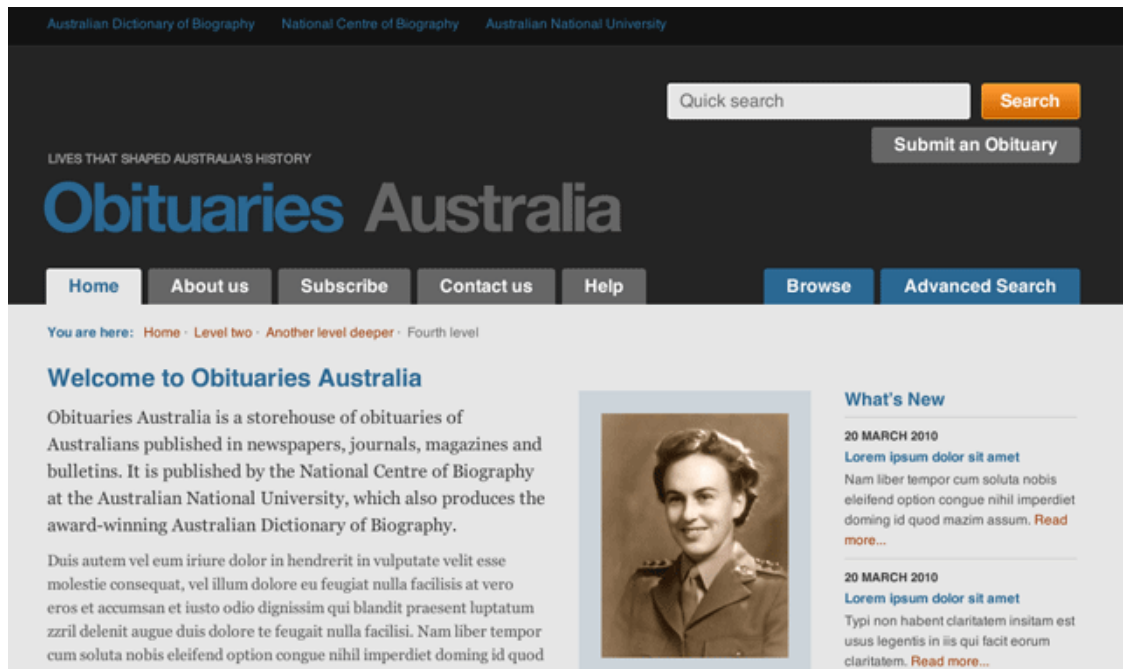 Australian Dictionary of Biography National Centre of Biography Australian National University
Quick search Search
Submit an Obituary
LIVES THAT SHAPED AUSTRALIA'S HISTORY
Obituaries Australia
Home About us Subscribe Contact us Help Browse Advanced Search
You are here: Home · Level two · Another level deeper · Fourth level
Welcome to Obituaries Australia
Obituaries Australia is a storehouse of obituaries of
Australians published in newspapers, journals, magazines and
bulletins. It is published by the National Centre of Biography
at the Australian National University, which also produces the
award-winning Australian Dictionary of Biography.
Duis autem vel eum iriure dolor in hendrerit in vulputate velit esse
molestie consequat, vel illum dolore eu feugiat nulla facilisis at vero
eros et accumsan et iusto odio dignissim qui blandit praesent luptatum
zzril delenit augue duis dolore te feugait nulla facilisi. Nam liber tempor
cum soluta nobis eleifend option congue nihil imperdiet doming id quod
What's New
20 MARCH 2010
Lorem ipsum dolor sit amet
Nam liber tempor cum soluta nobis
eleifend option congue nihil imperdiet
doming id quod mazim assum. Read
more...
20 MARCH 2010
Lorem ipsum dolor sit amet
Typi non habent claritatem insitam est
usus legentis in iis qui facit eorum
claritatem. Read more...